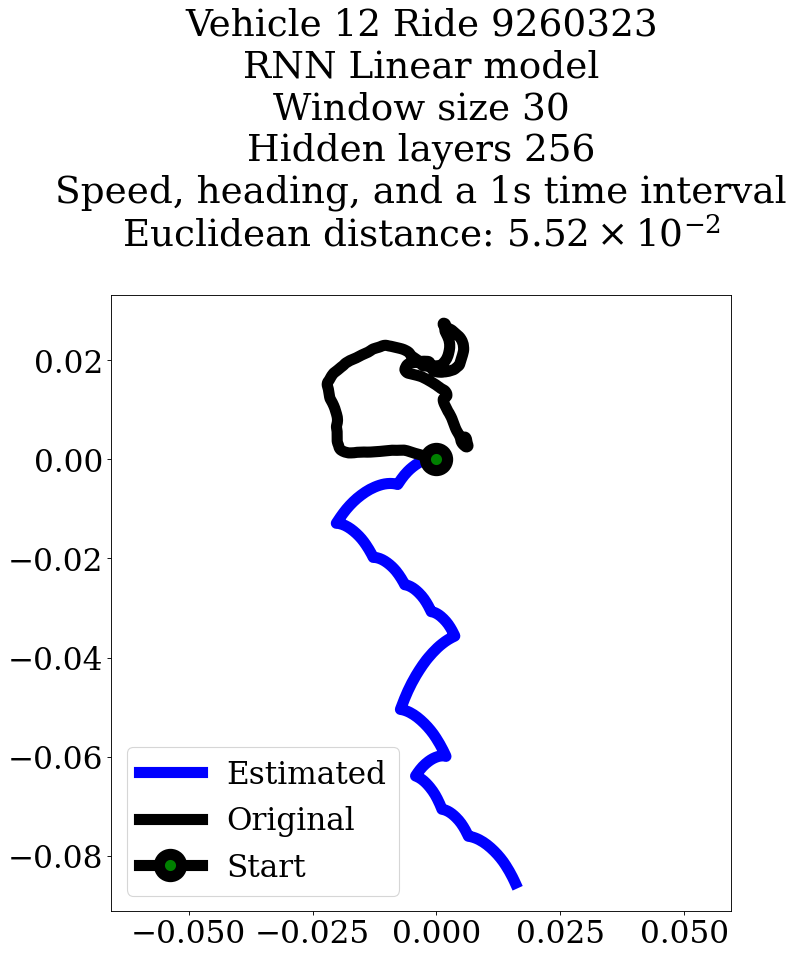 Vehicle 12 Ride 9260323
RNN Linear model
Window size 30
Hidden layers 256
Speed, heading, and a 1s time interval
Euclidean distance: 5.52 × 10⁻²
0.02
0.00
−0.02
−0.04
−0.06
−0.08
Estimated
Original
Start
−0.050 −0.025 0.000 0.025 0.050